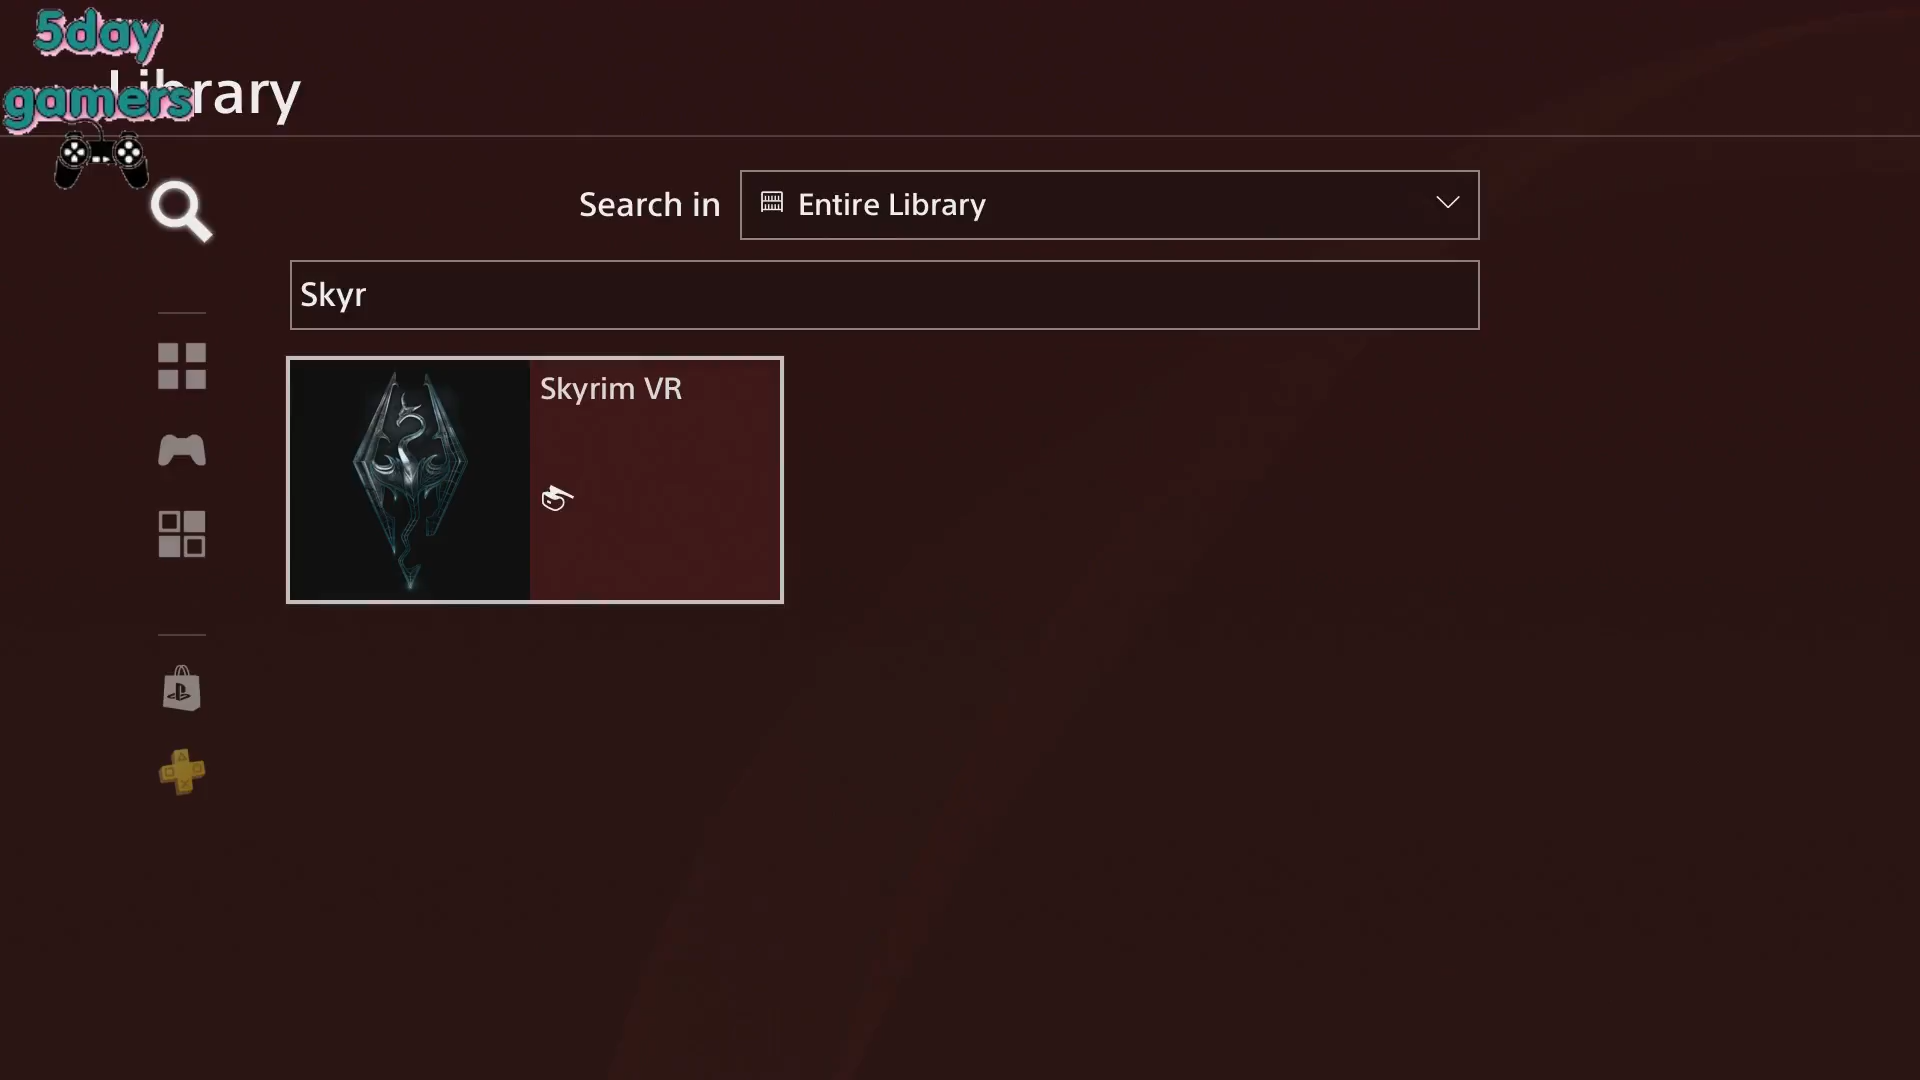 5day
gamers
Library
Search in
Entire Library
Skyr
Skyrim VR